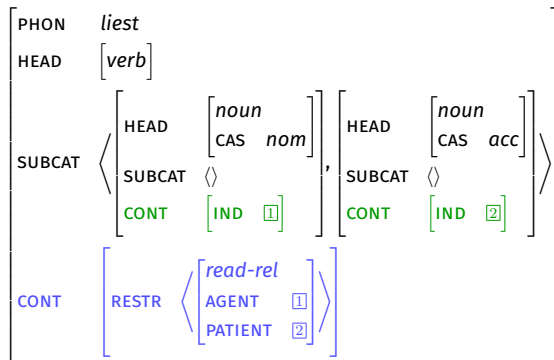 PHON liest
HEAD [verb]
SUBCAT ⟨[HEAD [noun CAS nom] SUBCAT ⟨⟩ CONT [IND 1]], [HEAD [noun CAS acc] SUBCAT ⟨⟩ CONT [IND 2]]⟩
CONT [RESTR ⟨[read-rel AGENT 1 PATIENT 2]⟩]